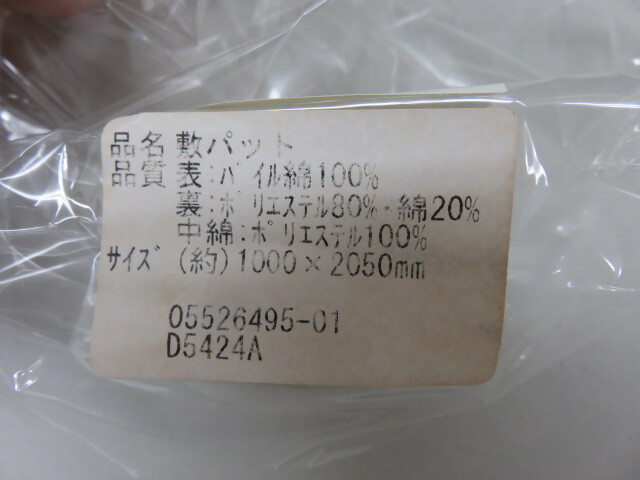 品名 敷パット
品質 表:ﾊﾟｲﾙ綿100%
裏:ﾎﾟﾘｴｽﾃﾙ80%・綿20%
中綿:ﾎﾟﾘｴｽﾃﾙ100%
ｻｲｽﾞ (約)1000×2050mm
05526495-01
D5424A